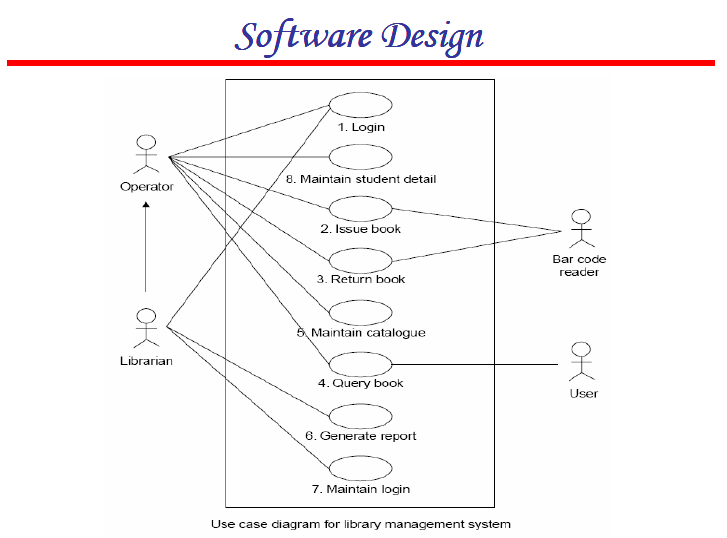 Software Design
1. Login
Operator
8. Maintain student detail
2. Issue book
Bar code
reader
3. Return book
5. Maintain catalogue
Librarian
4. Query book
User
6. Generate report
7. Maintain login
Use case diagram for library management system